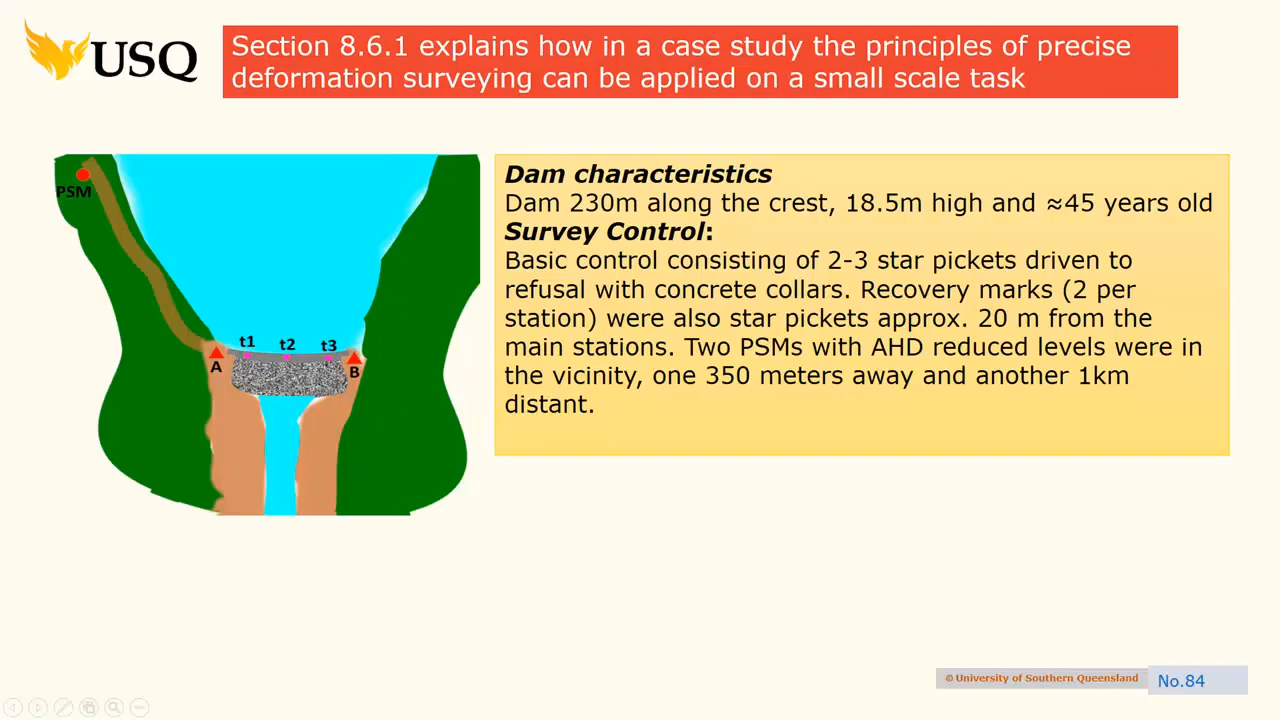 USQ
Section 8.6.1 explains how in a case study the principles of precise
deformation surveying can be applied on a small scale task
PSM
t1 t2 t3
A
B
Dam characteristics
Dam 230m along the crest, 18.5m high and ≈45 years old
Survey Control:
Basic control consisting of 2-3 star pickets driven to
refusal with concrete collars. Recovery marks (2 per
station) were also star pickets approx. 20 m from the
main stations. Two PSMs with AHD reduced levels were in
the vicinity, one 350 meters away and another 1km
distant.
© University of Southern Queensland
No.84